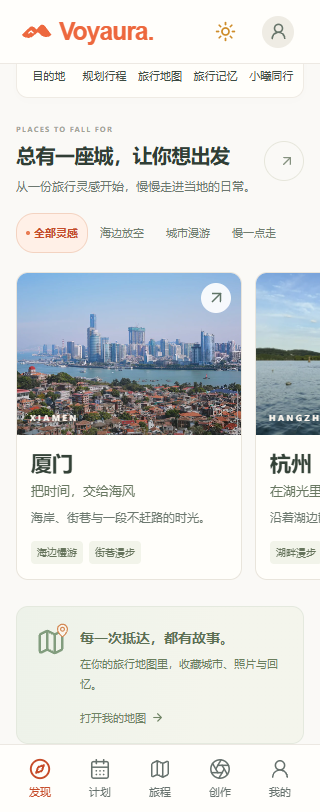 Voyaura.
目的地 规划行程 旅行地图 旅行记忆 小曦同行
PLACES TO FALL FOR
总有一座城，让你想出发
从一份旅行灵感开始，慢慢走进当地的日常。
全部灵感 海边放空 城市漫游 慢一点走
XIAMEN
厦门
把时间，交给海风
海岸、街巷与一段不赶路的时光。
海边慢游 街巷漫步
HANGZH
杭州
在湖光里
沿着湖边
湖畔漫步
每一次抵达，都有故事。
在你的旅行地图里，收藏城市、照片与回
忆。
打开我的地图 →
发现 计划 旅程 创作 我的